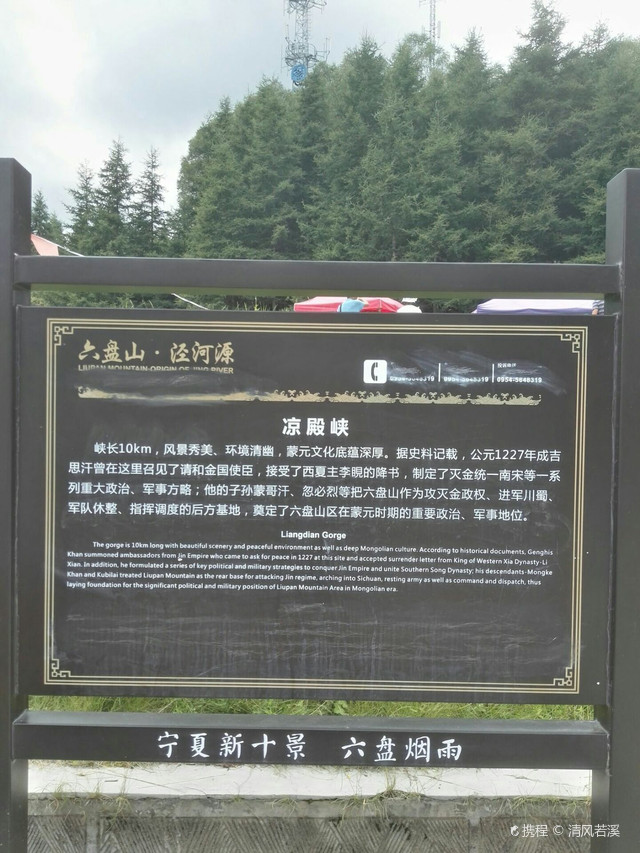 六盘山·泾河源
LIUPAN MOUNTAIN-ORIGIN OF JING RIVER
投诉电话
0954-5648319
凉殿峡
峡长10km，风景秀美、环境清幽，蒙元文化底蕴深厚。据史料记载，公元1227年成吉
思汗曾在这里召见了请和金国使臣，接受了西夏主李睍的降书，制定了灭金统一南宋等一系
列重大政治、军事方略；他的子孙蒙哥汗、忽必烈等把六盘山作为攻灭金政权、进军川蜀、
军队休整、指挥调度的后方基地，奠定了六盘山区在蒙元时期的重要政治、军事地位。
Liangdian Gorge
The gorge is 10km long with beautiful scenery and peaceful environment as well as deep Mongolian culture. According to historical documents, Genghis
Khan summoned ambassadors from Jin Empire who came to ask for peace in 1227 at this site and accepted surrender letter from King of Western Xia Dynasty-Li
Xian. In addition, he formulated a series of key political and military strategies to conquer Jin Empire and unite Southern Song Dynasty; his descendants-Mongke
Khan and Kubilai treated Liupan Mountain as the rear base for attacking Jin regime, arching into Sichuan, resting army as well as command and dispatch, thus
laying foundation for the significant political and military position of Liupan Mountain Area in Mongolian era.
宁夏新十景 六盘烟雨
携程 © 清风若溪